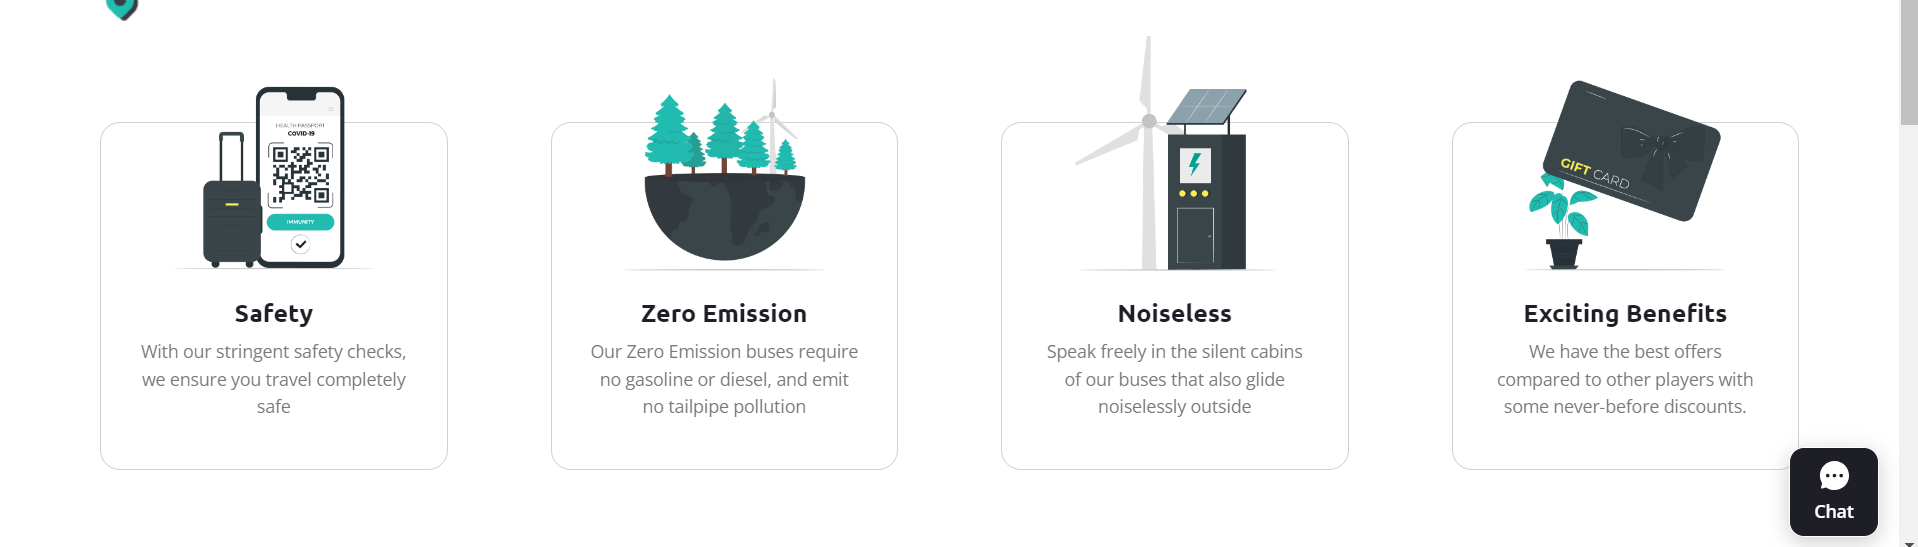 HEALTH PASSPORT
COVID-19
IMMUNITY
GIFT CARD
Safety
With our stringent safety checks,
we ensure you travel completely
safe
Zero Emission
Our Zero Emission buses require
no gasoline or diesel, and emit
no tailpipe pollution
Noiseless
Speak freely in the silent cabins
of our buses that also glide
noiselessly outside
Exciting Benefits
We have the best offers
compared to other players with
some never-before discounts.
Chat